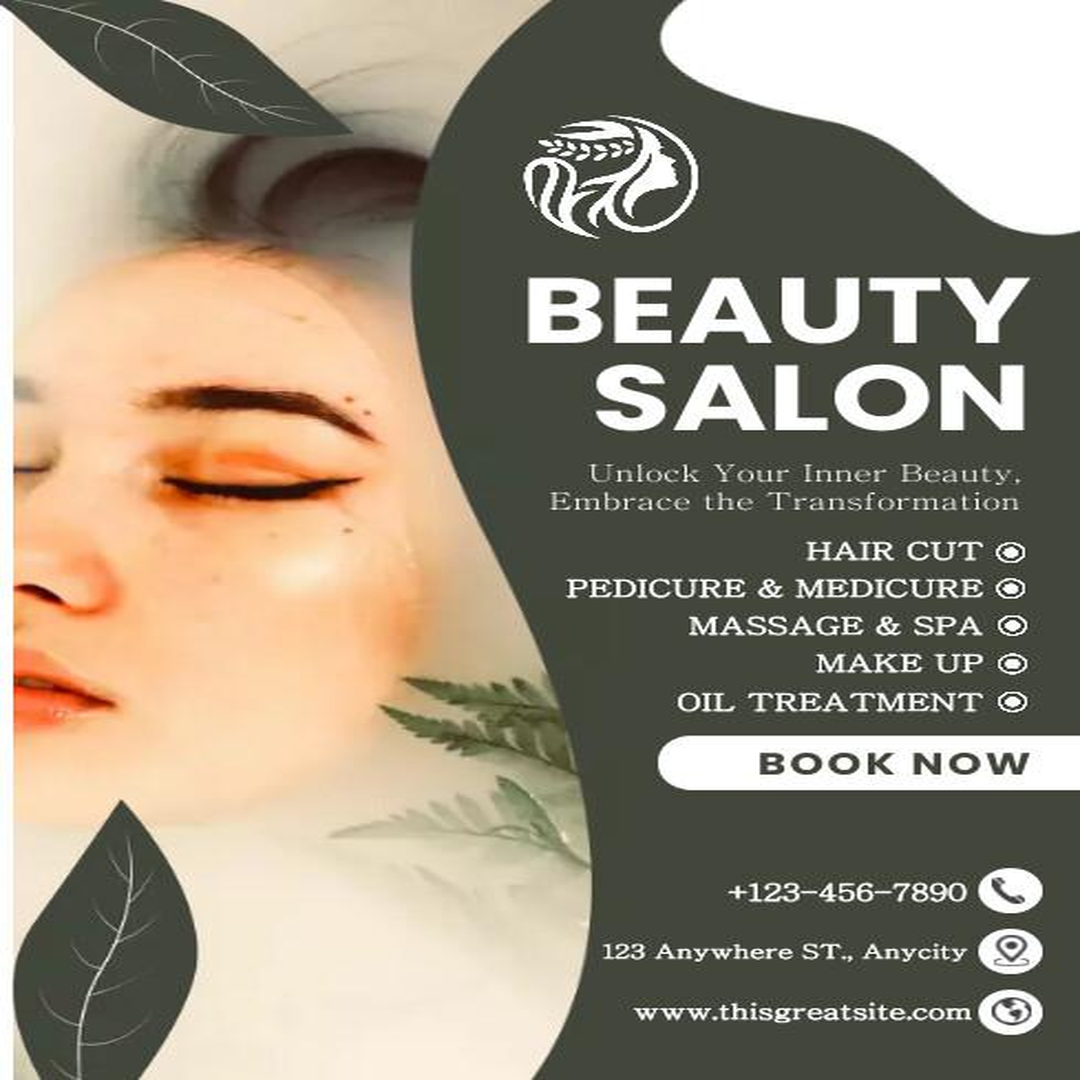 BEAUTY
SALON
Unlock Your Inner Beauty,
Embrace the Transformation
HAIR CUT
PEDICURE & MEDICURE
MASSAGE & SPA
MAKE UP
OIL TREATMENT
BOOK NOW
+123-456-7890
123 Anywhere ST., Anycity
www.thisgreatsite.com